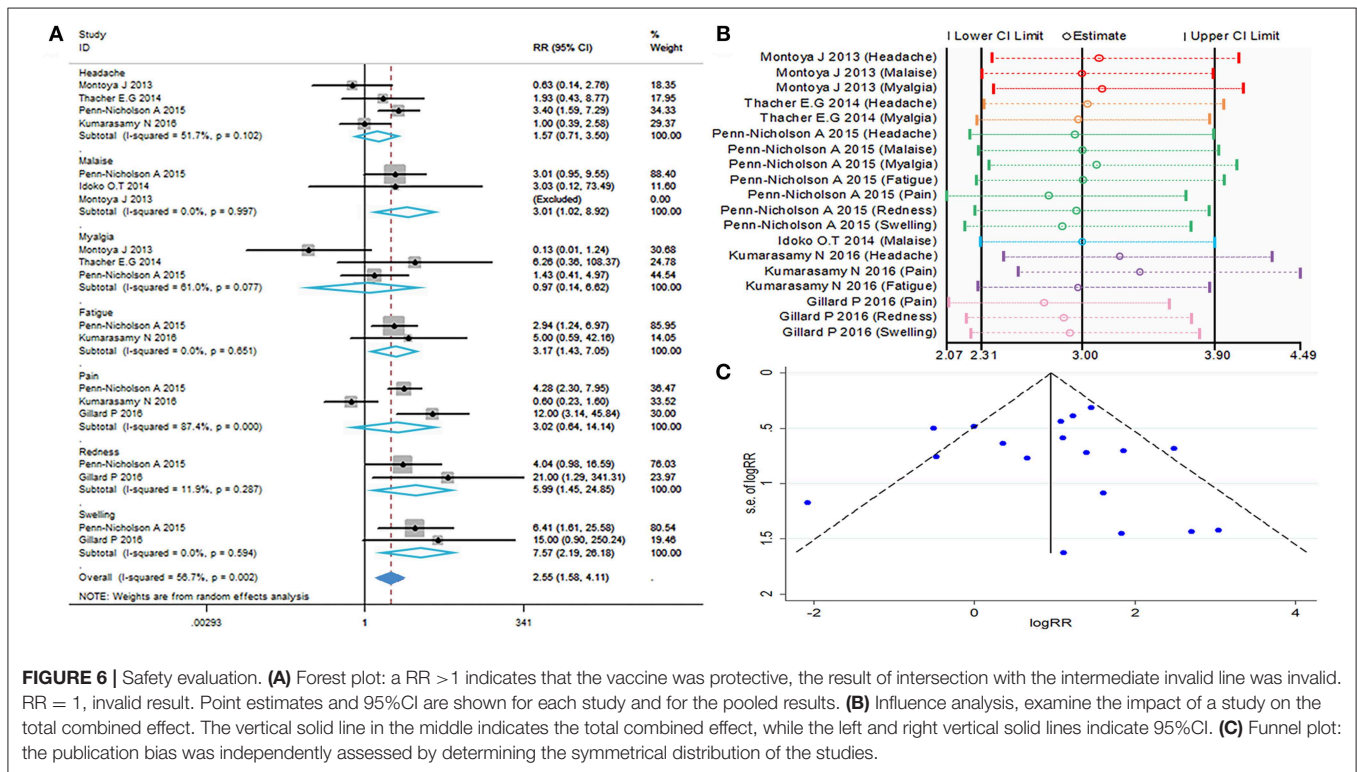 A
Study
ID
RR (95% CI)
%
Weight
Headache
Montoya J 2013 0.63 (0.14, 2.76) 18.35
Thacher E.G 2014 1.93 (0.43, 8.77) 17.95
Penn-Nicholson A 2015 3.40 (1.59, 7.29) 34.33
Kumarasamy N 2016 1.00 (0.39, 2.58) 29.37
Subtotal (I-squared = 51.7%, p = 0.102) 1.57 (0.71, 3.50) 100.00
.
Malaise
Penn-Nicholson A 2015 3.01 (0.95, 9.55) 88.40
Idoko O.T 2014 3.03 (0.12, 73.49) 11.60
Montoya J 2013 (Excluded) 0.00
Subtotal (I-squared = 0.0%, p = 0.997) 3.01 (1.02, 8.92) 100.00
.
Myalgia
Montoya J 2013 0.13 (0.01, 1.24) 30.68
Thacher E.G 2014 6.26 (0.36, 108.37) 24.78
Penn-Nicholson A 2015 1.43 (0.41, 4.97) 44.54
Subtotal (I-squared = 61.0%, p = 0.077) 0.97 (0.14, 6.62) 100.00
.
Fatigue
Penn-Nicholson A 2015 2.94 (1.24, 6.97) 85.95
Kumarasamy N 2016 5.00 (0.59, 42.16) 14.05
Subtotal (I-squared = 0.0%, p = 0.651) 3.17 (1.43, 7.05) 100.00
.
Pain
Penn-Nicholson A 2015 4.28 (2.30, 7.95) 36.47
Kumarasamy N 2016 0.60 (0.23, 1.60) 33.52
Gillard P 2016 12.00 (3.14, 45.84) 30.00
Subtotal (I-squared = 87.4%, p = 0.000) 3.02 (0.64, 14.14) 100.00
.
Redness
Penn-Nicholson A 2015 4.04 (0.98, 16.59) 76.03
Gillard P 2016 21.00 (1.29, 341.31) 23.97
Subtotal (I-squared = 11.9%, p = 0.287) 5.99 (1.45, 24.85) 100.00
.
Swelling
Penn-Nicholson A 2015 6.41 (1.61, 25.58) 80.54
Gillard P 2016 15.00 (0.90, 250.24) 19.46
Subtotal (I-squared = 0.0%, p = 0.594) 7.57 (2.19, 26.18) 100.00
.
Overall (I-squared = 56.7%, p = 0.002) 2.55 (1.58, 4.11) .
NOTE: Weights are from random effects analysis
.00293 1 341
B
Lower CI Limit Estimate Upper CI Limit
Montoya J 2013 (Headache)
Montoya J 2013 (Malaise)
Montoya J 2013 (Myalgia)
Thacher E.G 2014 (Headache)
Thacher E.G 2014 (Myalgia)
Penn-Nicholson A 2015 (Headache)
Penn-Nicholson A 2015 (Malaise)
Penn-Nicholson A 2015 (Myalgia)
Penn-Nicholson A 2015 (Fatigue)
Penn-Nicholson A 2015 (Pain)
Penn-Nicholson A 2015 (Redness)
Penn-Nicholson A 2015 (Swelling)
Idoko O.T 2014 (Malaise)
Kumarasamy N 2016 (Headache)
Kumarasamy N 2016 (Pain)
Kumarasamy N 2016 (Fatigue)
Gillard P 2016 (Pain)
Gillard P 2016 (Redness)
Gillard P 2016 (Swelling)
2.07 2.31 3.00 3.90 4.49
C
s.e. of logRR
0
.5
1
1.5
2
-2 0 2 4
logRR
FIGURE 6 | Safety evaluation. (A) Forest plot: a RR >1 indicates that the vaccine was protective, the result of intersection with the intermediate invalid line was invalid.
RR = 1, invalid result. Point estimates and 95%CI are shown for each study and for the pooled results. (B) Influence analysis, examine the impact of a study on the
total combined effect. The vertical solid line in the middle indicates the total combined effect, while the left and right vertical solid lines indicate 95%CI. (C) Funnel plot:
the publication bias was independently assessed by determining the symmetrical distribution of the studies.